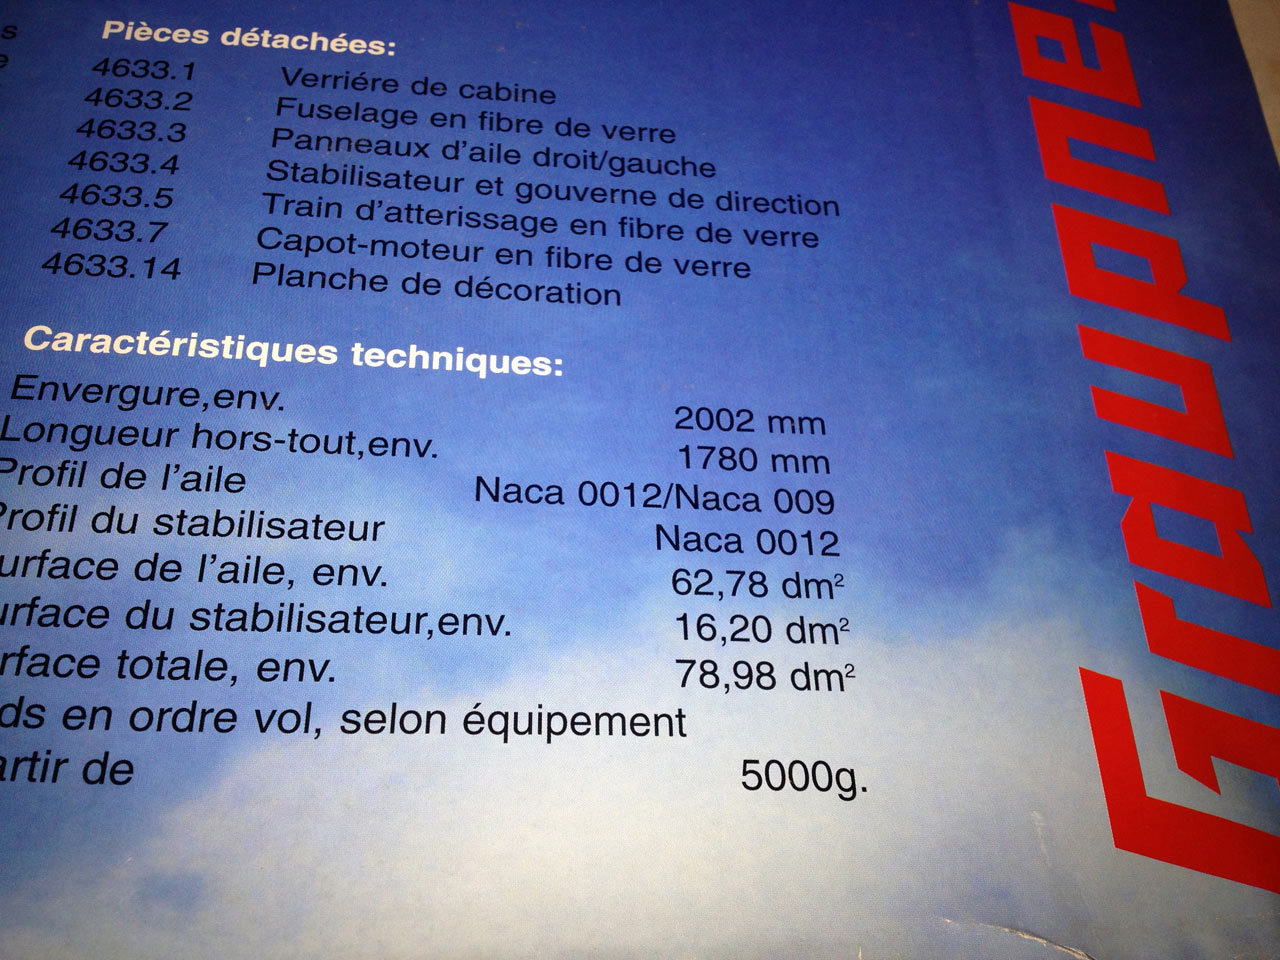 Pièces détachées:
4633.1 Verriére de cabine
4633.2 Fuselage en fibre de verre
4633.3 Panneaux d'aile droit/gauche
4633.4 Stabilisateur et gouverne de direction
4633.5 Train d'atterissage en fibre de verre
4633.7 Capot-moteur en fibre de verre
4633.14 Planche de décoration
Caractéristiques techniques:
Envergure,env. 2002 mm
Longueur hors-tout,env. 1780 mm
Profil de l'aile Naca 0012/Naca 009
Profil du stabilisateur Naca 0012
urface de l'aile, env. 62,78 dm²
urface du stabilisateur,env. 16,20 dm²
rface totale, env. 78,98 dm²
ds en ordre vol, selon équipement
artir de 5000g.
Graupner